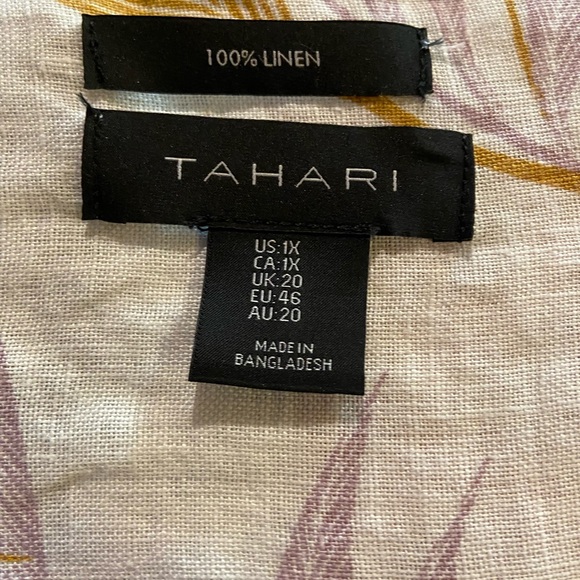 100% LINEN
TAHARI
US:1X
CA:1X
UK:20
EU:46
AU:20
MADE IN
BANGLADESH